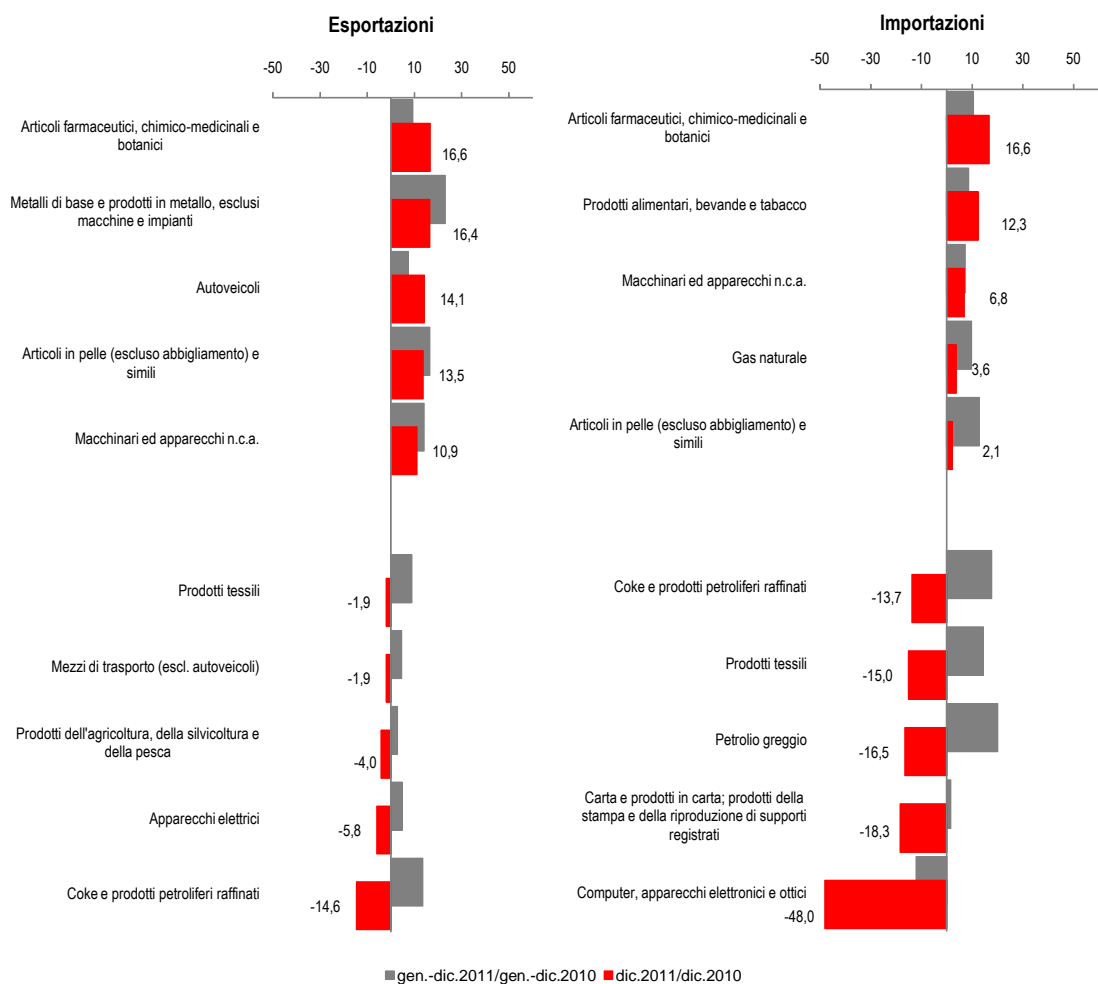 Esportazioni
-50 -30 -10 10 30 50
Articoli farmaceutici, chimico-medicinali e
botanici
16,6
Metalli di base e prodotti in metallo, esclusi
macchine e impianti
16,4
Autoveicoli
14,1
Articoli in pelle (escluso abbigliamento) e
simili
13,5
Macchinari ed apparecchi n.c.a.
10,9
Prodotti tessili
-1,9
Mezzi di trasporto (escl. autoveicoli)
-1,9
Prodotti dell'agricoltura, della silvicoltura e
della pesca
-4,0
Apparecchi elettrici
-5,8
Coke e prodotti petroliferi raffinati
-14,6
Importazioni
-50 -30 -10 10 30 50
Articoli farmaceutici, chimico-medicinali e
botanici
16,6
Prodotti alimentari, bevande e tabacco
12,3
Macchinari ed apparecchi n.c.a.
6,8
Gas naturale
3,6
Articoli in pelle (escluso abbigliamento) e
simili
2,1
Coke e prodotti petroliferi raffinati
-13,7
Prodotti tessili
-15,0
Petrolio greggio
-16,5
Carta e prodotti in carta; prodotti della
stampa e della riproduzione di supporti
registrati
-18,3
Computer, apparecchi elettronici e ottici
-48,0
gen.-dic.2011/gen.-dic.2010 dic.2011/dic.2010